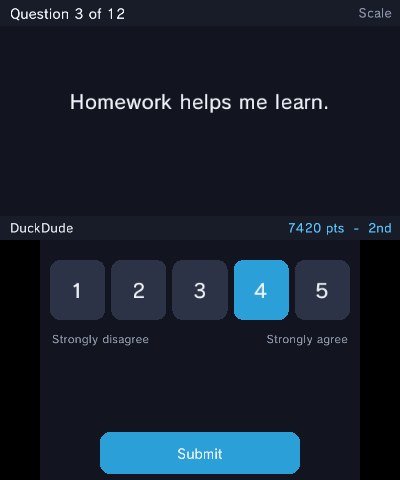 Question 3 of 12 Scale
Homework helps me learn.
DuckDude 7420 pts - 2nd
1 2 3 4 5
Strongly disagree Strongly agree
Submit